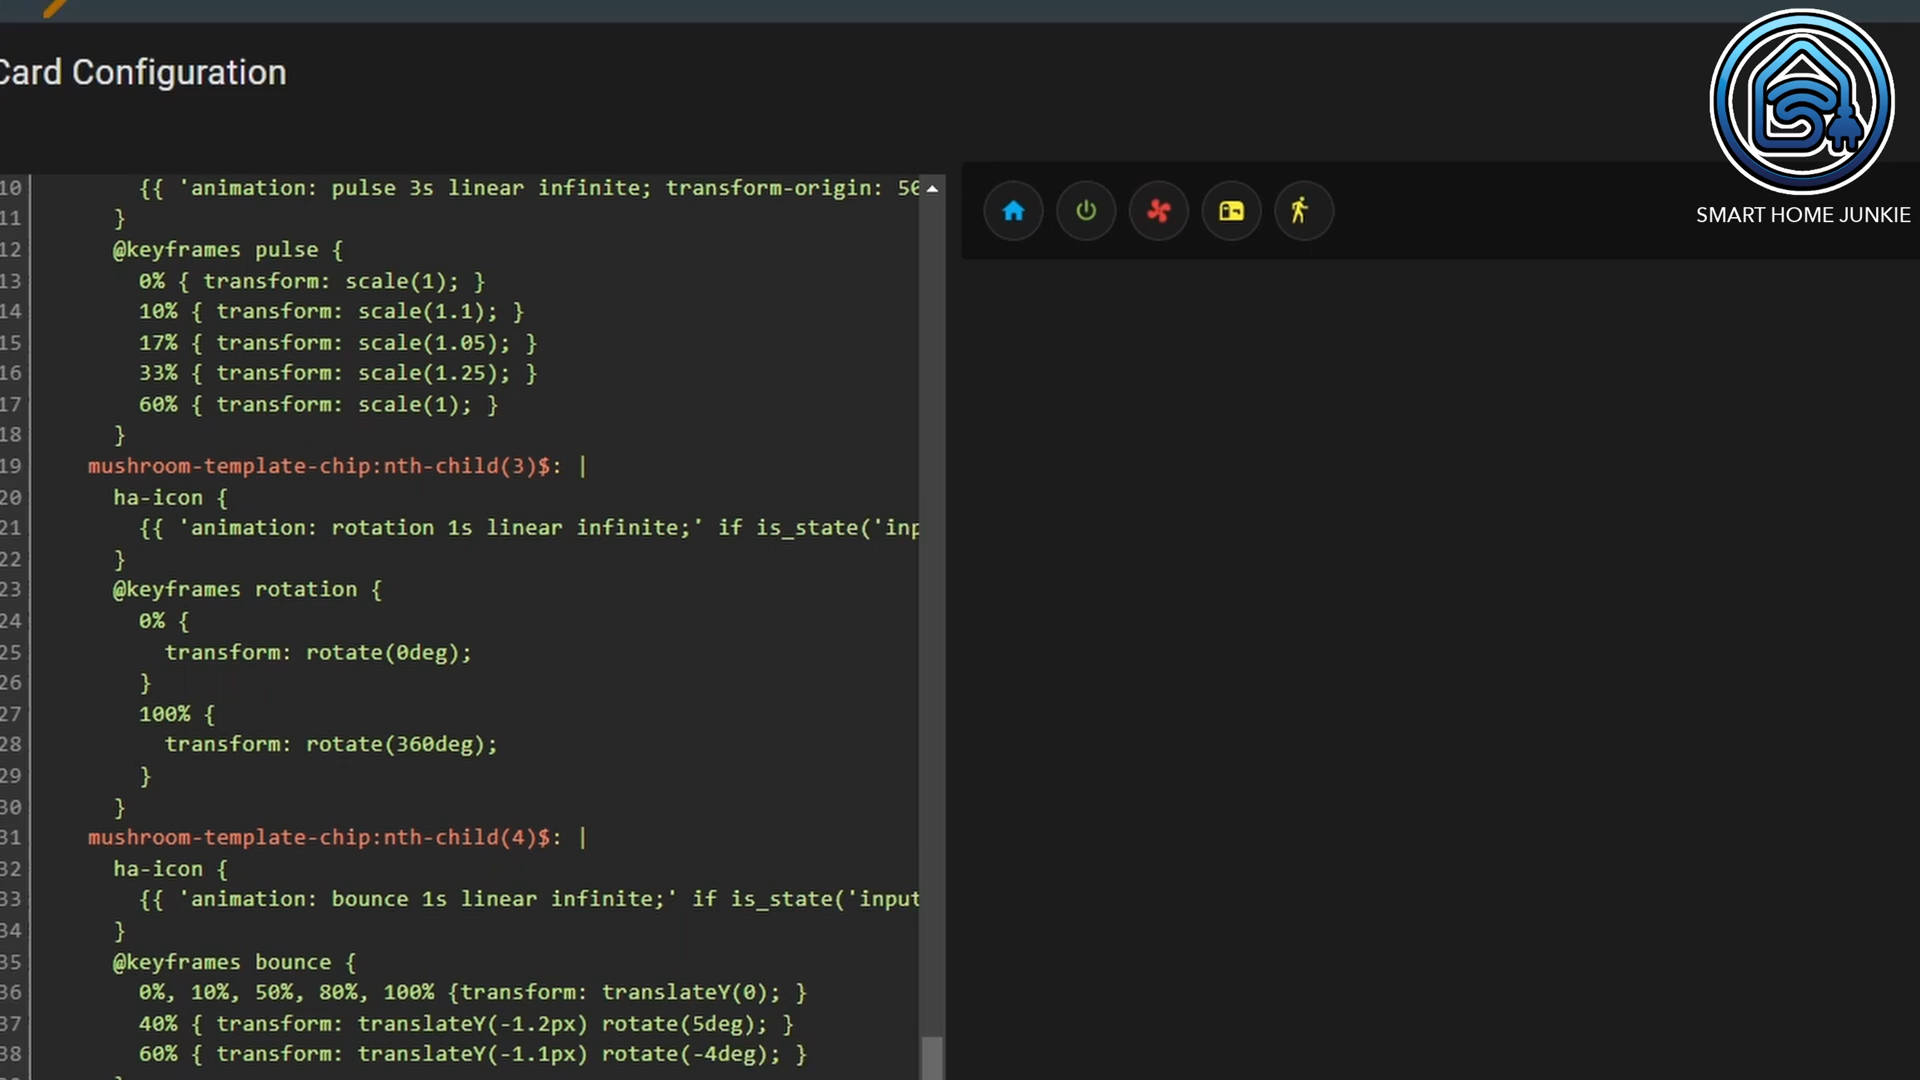 Card Configuration
SMART HOME JUNKIE
10 {{ 'animation: pulse 3s linear infinite; transform-origin: 50
11 }
12 @keyframes pulse {
13 0% { transform: scale(1); }
14 10% { transform: scale(1.1); }
15 17% { transform: scale(1.05); }
16 33% { transform: scale(1.25); }
17 60% { transform: scale(1); }
18 }
19 mushroom-template-chip:nth-child(3)$: |
20 ha-icon {
21 {{ 'animation: rotation 1s linear infinite;' if is_state('inp
22 }
23 @keyframes rotation {
24 0% {
25 transform: rotate(0deg);
26 }
27 100% {
28 transform: rotate(360deg);
29 }
30 }
31 mushroom-template-chip:nth-child(4)$: |
32 ha-icon {
33 {{ 'animation: bounce 1s linear infinite;' if is_state('input
34 }
35 @keyframes bounce {
36 0%, 10%, 50%, 80%, 100% {transform: translateY(0); }
37 40% { transform: translateY(-1.2px) rotate(5deg); }
38 60% { transform: translateY(-1.1px) rotate(-4deg); }